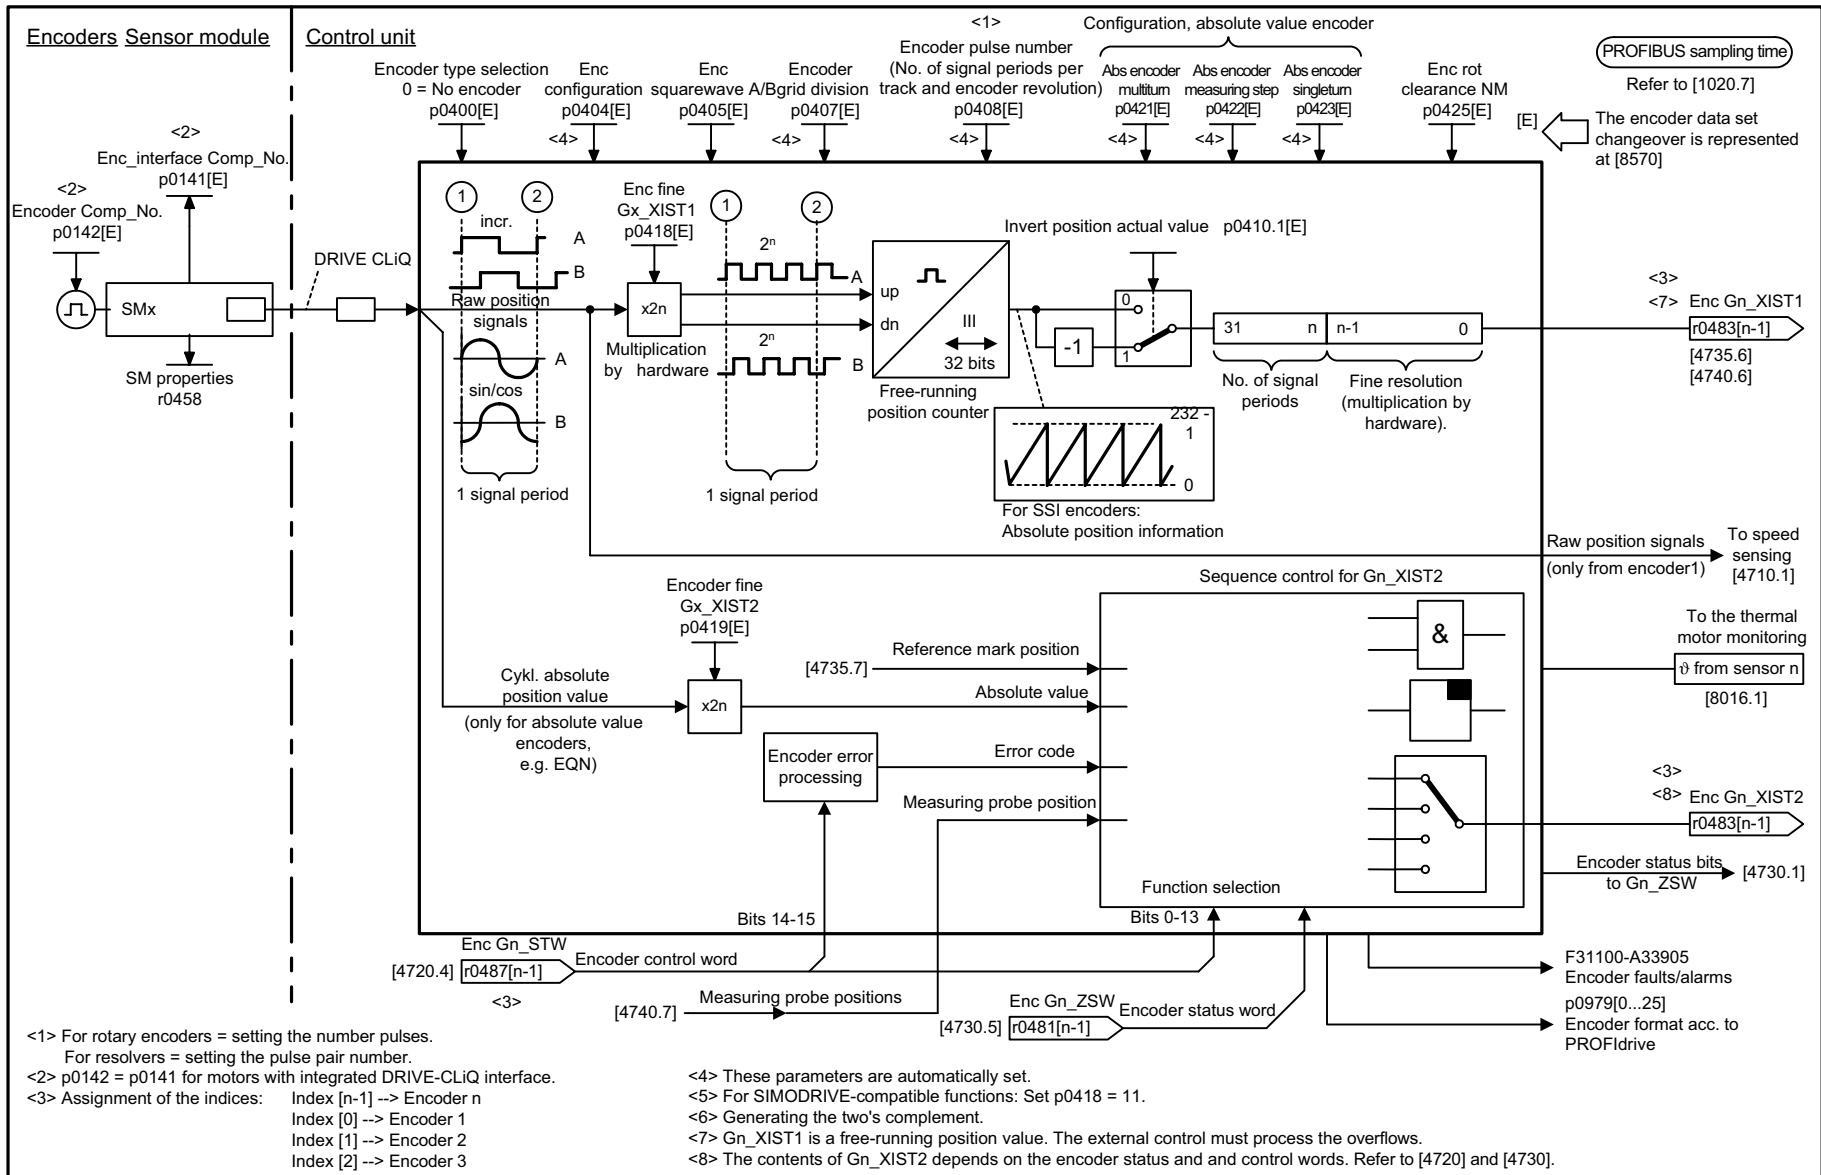 Encoders Sensor module
Control unit
Encoder type selection
0 = No encoder
p0400[E]
Enc
configuration
p0404[E]
<4>
Enc
squarewave A/B
p0405[E]
Encoder
grid division
p0407[E]
<4>
<1>
Encoder pulse number
(No. of signal periods per
track and encoder revolution)
p0408[E]
<4>
Configuration, absolute value encoder
Abs encoder
multiturn
p0421[E]
<4>
Abs encoder
measuring step
p0422[E]
<4>
Abs encoder
singleturn
p0423[E]
<4>
Enc rot
clearance NM
p0425[E]
PROFIBUS sampling time
Refer to [1020.7]
[E]
The encoder data set
changeover is represented
at [8570]
<2>
Enc_interface Comp_No.
p0141[E]
<2>
Encoder Comp_No.
p0142[E]
DRIVE CLiQ
SMx
SM properties
r0458
1
2
incr.
A
B
Raw position
signals
A
sin/cos
B
1 signal period
Enc fine
Gx_XIST1
p0418[E]
x2n
Multiplication
by hardware
1
2
2ⁿ
A
2ⁿ
B
1 signal period
up
dn
III
32 bits
Free-running
position counter
Invert position actual value p0410.1[E]
0
1
-1
31 n
n-1 0
No. of signal
periods
Fine resolution
(multiplication by
hardware).
232 -
1
0
For SSI encoders:
Absolute position information
<3>
<7> Enc Gn_XIST1
r0483[n-1]
[4735.6]
[4740.6]
Raw position signals
(only from encoder1)
To speed
sensing
[4710.1]
Encoder fine
Gx_XIST2
p0419[E]
x2n
Cykl. absolute
position value
(only for absolute value
encoders,
e.g. EQN)
Sequence control for Gn_XIST2
[4735.7]
Reference mark position
Absolute value
Encoder error
processing
Error code
Measuring probe position
&
Function selection
To the thermal
motor monitoring
ϑ from sensor n
[8016.1]
<3>
<8> Enc Gn_XIST2
r0483[n-1]
Encoder status bits
to Gn_ZSW
[4730.1]
Bits 14-15
Bits 0-13
Enc Gn_STW
[4720.4] r0487[n-1]
<3>
Encoder control word
[4740.7]
Measuring probe positions
Enc Gn_ZSW
[4730.5] r0481[n-1]
Encoder status word
F31100-A33905
Encoder faults/alarms
p0979[0...25]
Encoder format acc. to
PROFIdrive
<1> For rotary encoders = setting the number pulses.
For resolvers = setting the pulse pair number.
<2> p0142 = p0141 for motors with integrated DRIVE-CLiQ interface.
<3> Assignment of the indices: Index [n-1] --> Encoder n
Index [0] --> Encoder 1
Index [1] --> Encoder 2
Index [2] --> Encoder 3
<4> These parameters are automatically set.
<5> For SIMODRIVE-compatible functions: Set p0418 = 11.
<6> Generating the two's complement.
<7> Gn_XIST1 is a free-running position value. The external control must process the overflows.
<8> The contents of Gn_XIST2 depends on the encoder status and and control words. Refer to [4720] and [4730].